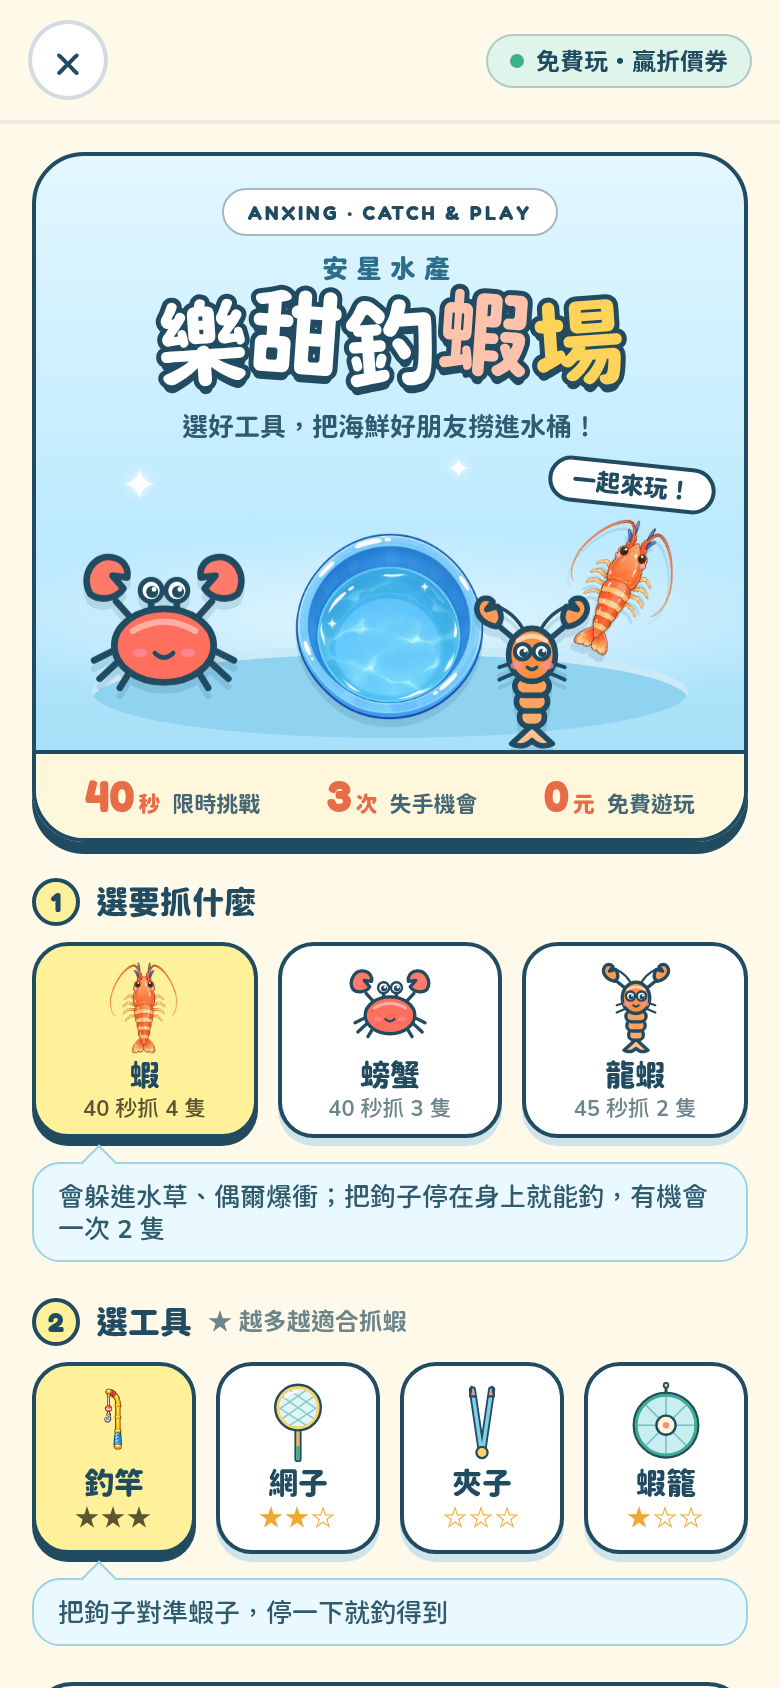 免費玩・贏折價券
ANXING · CATCH & PLAY
安星水產
樂甜釣蝦場
選好工具，把海鮮好朋友撈進水桶！
一起來玩！
40秒 限時挑戰
3次 失手機會
0元 免費遊玩
1 選要抓什麼
蝦
40 秒抓 4 隻
螃蟹
40 秒抓 3 隻
龍蝦
45 秒抓 2 隻
會躲進水草、偶爾爆衝；把鉤子停在身上就能釣，有機會
一次 2 隻
2 選工具 ★ 越多越適合抓蝦
釣竿
★★★
網子
★★☆
夾子
☆☆☆
蝦籠
★☆☆
把鉤子對準蝦子，停一下就釣得到